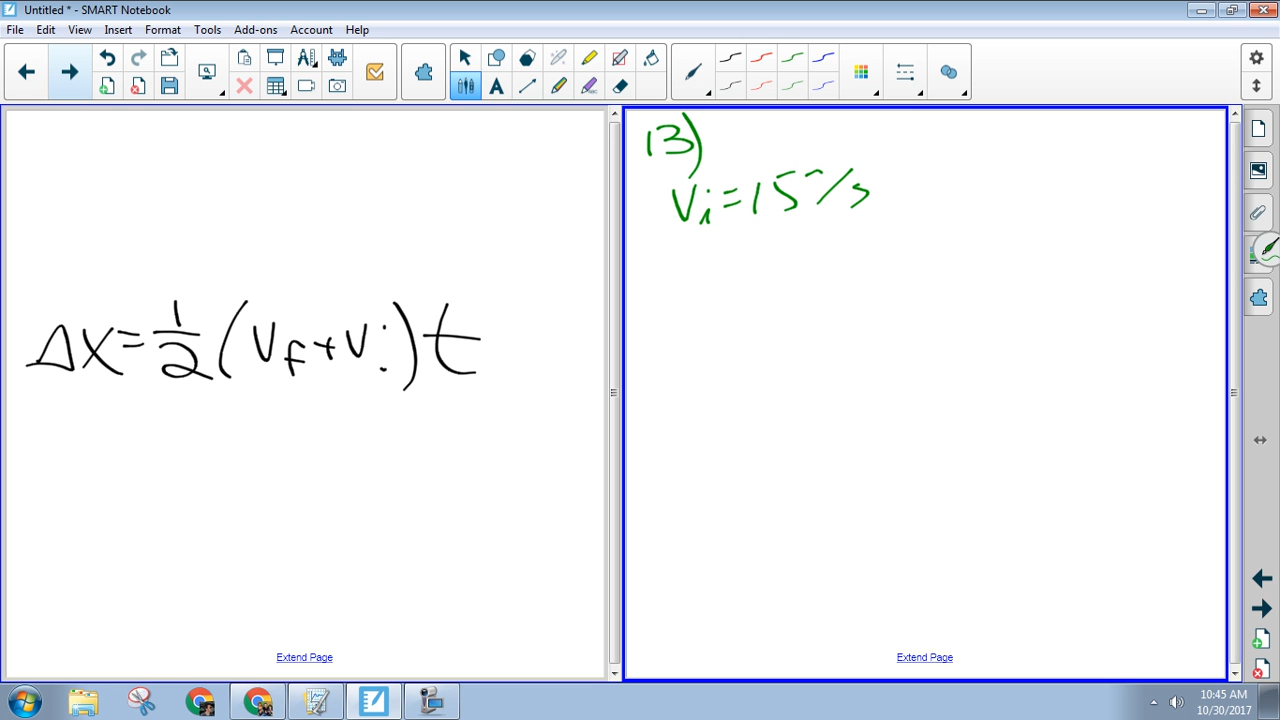 Untitled * - SMART Notebook
File Edit View Insert Format Tools Add-ons Account Help
Δx=1/2(Vf+Vi)t
Extend Page
13)
Vi=15 m/s
Extend Page
10:45 AM
10/30/2017